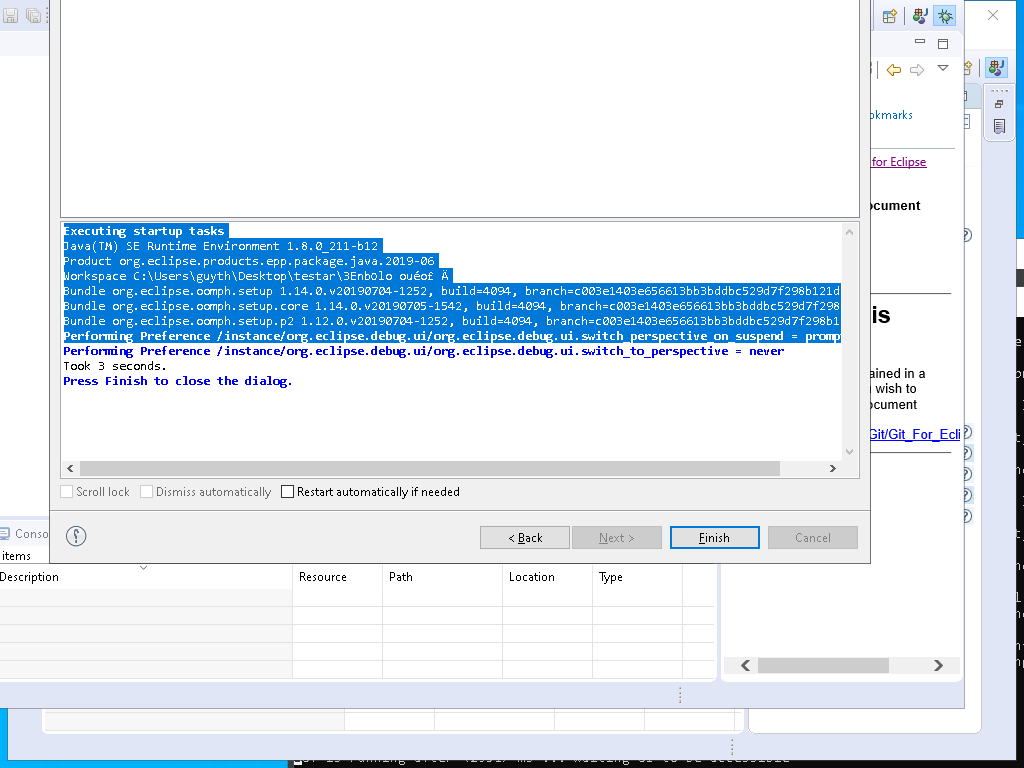 okmarks
for Eclipse
ocument
is
Executing startup tasks
Java(TM) SE Runtime Environment 1.8.0_211-b12
Product org.eclipse.products.epp.package.java.2019-06
Workspace C:\Users\guyth\Desktop\testar\3Enb0lo ouéo£ Ä
Bundle org.eclipse.oomph.setup 1.14.0.v20190704-1252, build=4094, branch=c003e1403e656613bb3bddbc529d7f298b121d
Bundle org.eclipse.oomph.setup.core 1.14.0.v20190705-1542, build=4094, branch=c003e1403e656613bb3bddbc529d7f298
Bundle org.eclipse.oomph.setup.p2 1.12.0.v20190704-1252, build=4094, branch=c003e1403e656613bb3bddbc529d7f298b1
Performing Preference /instance/org.eclipse.debug.ui/org.eclipse.debug.ui.switch_perspective_on_suspend = promp
Performing Preference /instance/org.eclipse.debug.ui/org.eclipse.debug.ui.switch_to_perspective = never
Took 3 seconds.
Press Finish to close the dialog.
ained in a
wish to
ocument
Git/Git_For_Ecli
Scroll lock
Dismiss automatically
Restart automatically if needed
< Back
Next >
Finish
Cancel
Conso
items
Description
Resource
Path
Location
Type